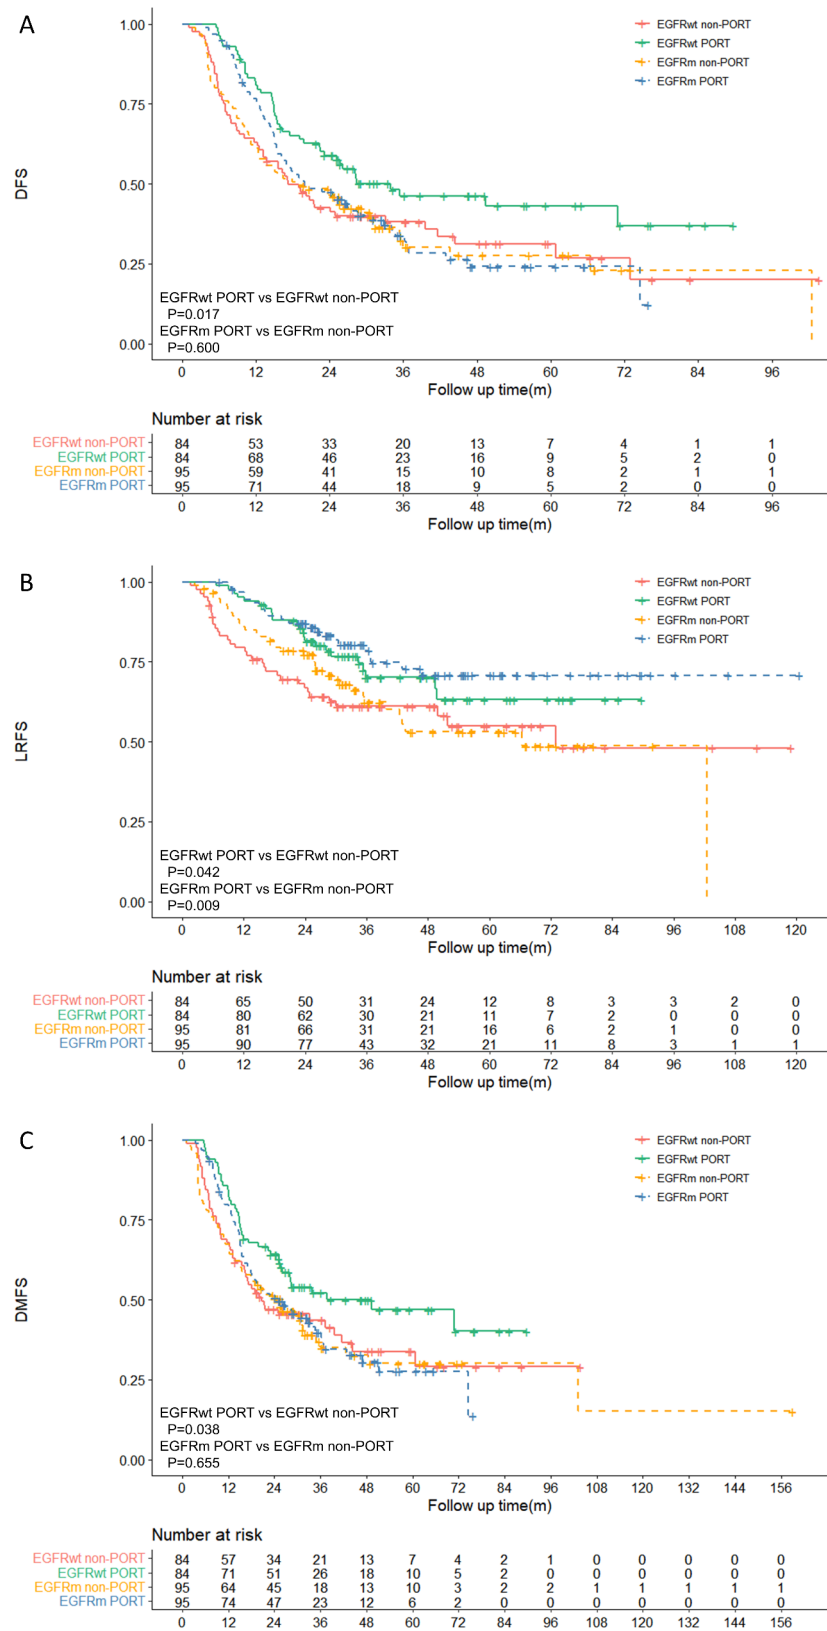 A
DFS
1.00
0.75
0.50
0.25
0.00
EGFRwt non-PORT
EGFRwt PORT
EGFRm non-PORT
EGFRm PORT
EGFRwt PORT vs EGFRwt non-PORT
P=0.017
EGFRm PORT vs EGFRm non-PORT
P=0.600
0 12 24 36 48 60 72 84 96
Follow up time(m)
Number at risk
EGFRwt non-PORT 84 53 33 20 13 7 4 1 1
EGFRwt PORT 84 68 46 23 16 9 5 2 0
EGFRm non-PORT 95 59 41 15 10 8 2 1 1
EGFRm PORT 95 71 44 18 9 5 2 0 0
0 12 24 36 48 60 72 84 96
Follow up time(m)
B
LRFS
1.00
0.75
0.50
0.25
0.00
EGFRwt non-PORT
EGFRwt PORT
EGFRm non-PORT
EGFRm PORT
EGFRwt PORT vs EGFRwt non-PORT
P=0.042
EGFRm PORT vs EGFRm non-PORT
P=0.009
0 12 24 36 48 60 72 84 96 108 120
Follow up time(m)
Number at risk
EGFRwt non-PORT 84 65 50 31 24 12 8 3 3 2 0
EGFRwt PORT 84 80 62 30 21 11 7 2 0 0 0
EGFRm non-PORT 95 81 66 31 21 16 6 2 1 0 0
EGFRm PORT 95 90 77 43 32 21 11 8 3 1 1
0 12 24 36 48 60 72 84 96 108 120
Follow up time(m)
C
DMFS
1.00
0.75
0.50
0.25
0.00
EGFRwt non-PORT
EGFRwt PORT
EGFRm non-PORT
EGFRm PORT
EGFRwt PORT vs EGFRwt non-PORT
P=0.038
EGFRm PORT vs EGFRm non-PORT
P=0.655
0 12 24 36 48 60 72 84 96 108 120 132 144 156
Follow up time(m)
Number at risk
EGFRwt non-PORT 84 57 34 21 13 7 4 2 1 0 0 0 0 0
EGFRwt PORT 84 71 51 26 18 10 5 2 0 0 0 0 0 0
EGFRm non-PORT 95 64 45 18 13 10 3 2 2 1 1 1 1 1
EGFRm PORT 95 74 47 23 12 6 2 0 0 0 0 0 0 0
0 12 24 36 48 60 72 84 96 108 120 132 144 156